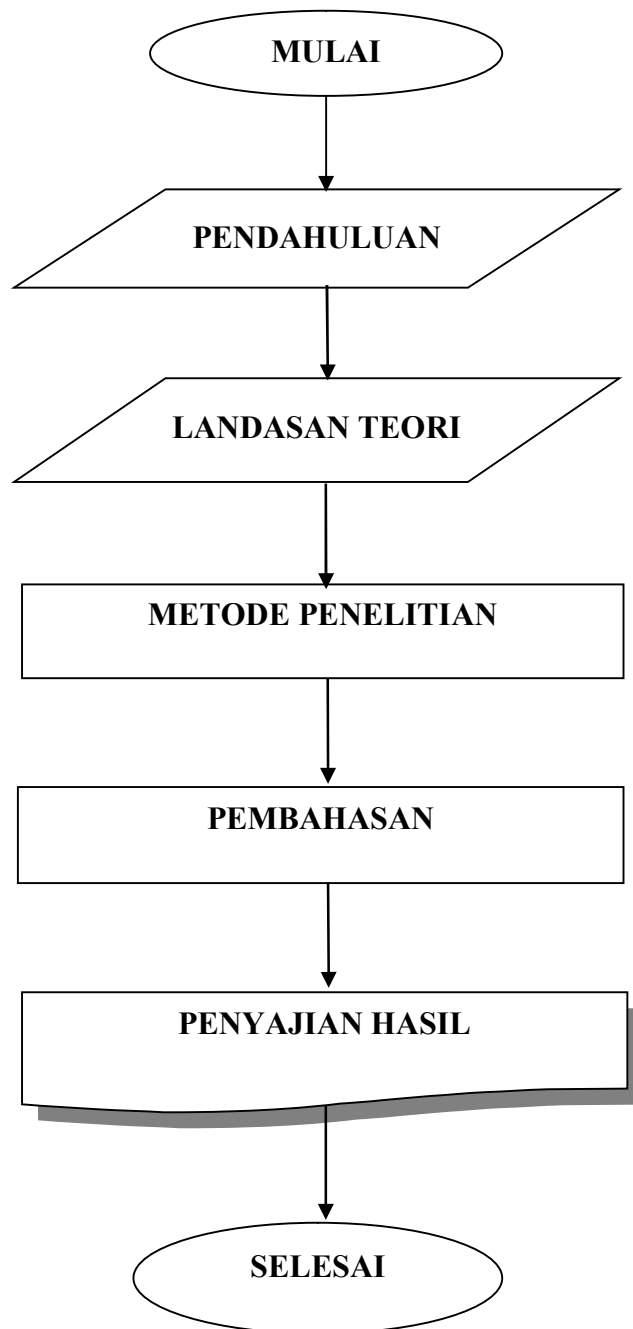 MULAI
PENDAHULUAN
LANDASAN TEORI
METODE PENELITIAN
PEMBAHASAN
PENYAJIAN HASIL
SELESAI